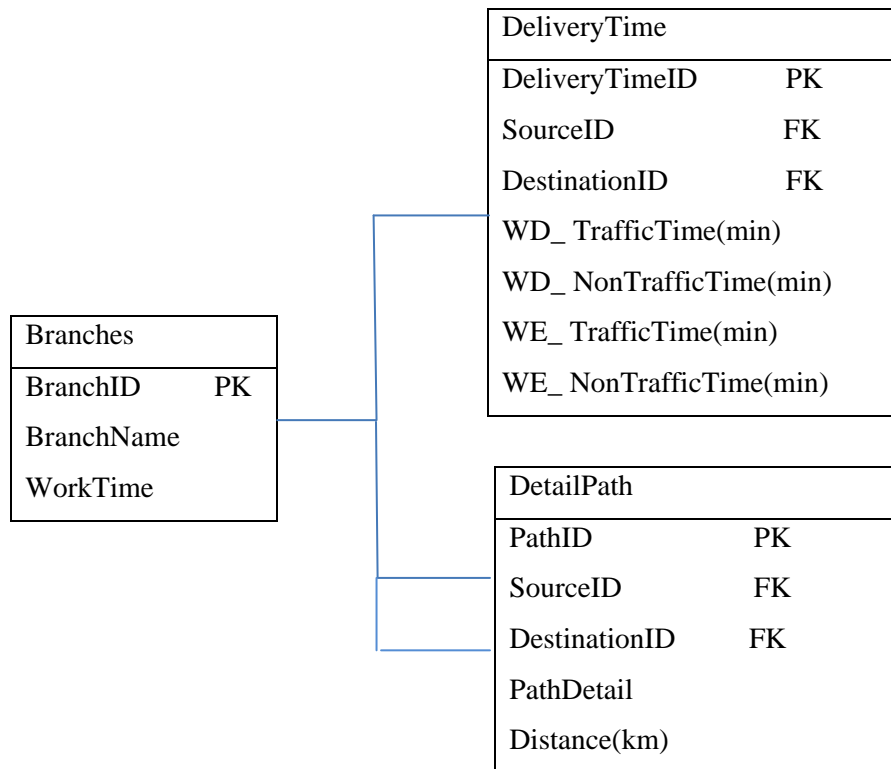 DeliveryTime
DeliveryTimeID PK
SourceID FK
DestinationID FK
WD_ TrafficTime(min)
WD_ NonTrafficTime(min)
WE_ TrafficTime(min)
WE_ NonTrafficTime(min)
Branches
BranchID PK
BranchName
WorkTime
DetailPath
PathID PK
SourceID FK
DestinationID FK
PathDetail
Distance(km)